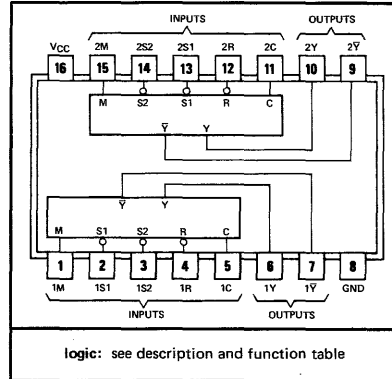 INPUTS OUTPUTS
VCC 2M 2S2 2S1 2R 2C 2Y 2Y̅
16 15 14 13 12 11 10 9
M S2 S1 R C
Y̅ Y
Y̅ Y
M S1 S2 R C
1 2 3 4 5 6 7 8
1M 1S1 1S2 1R 1C 1Y 1Y̅ GND
INPUTS OUTPUTS
logic: see description and function table